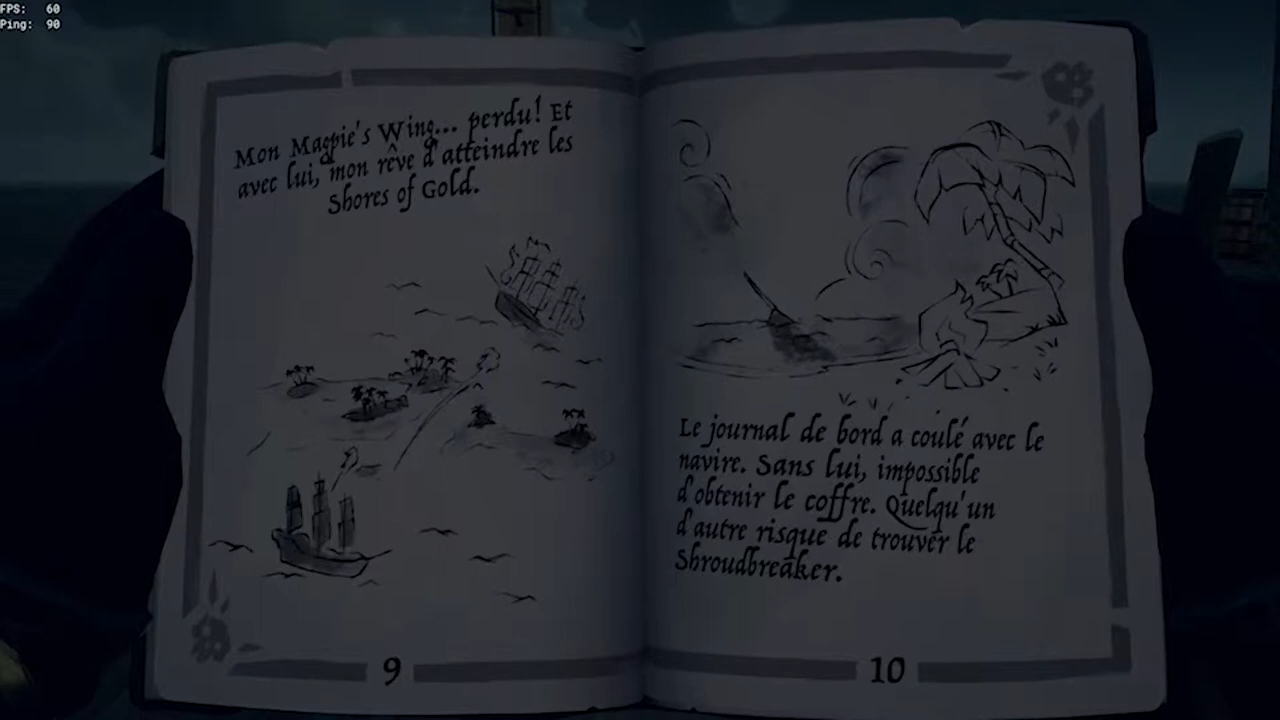 FPS: 60
Ping: 90
Mon Magpie's Wing... perdu! Et
avec lui, mon rêve d'atteindre les
Shores of Gold.
Le journal de bord a coulé avec le
navire. Sans lui, impossible
d'obtenir le coffre. Quelqu'un
d'autre risque de trouver le
Shroudbreaker.
9
10